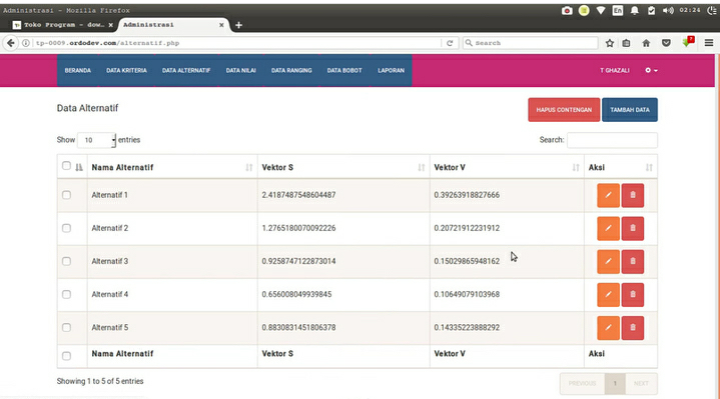 Administrasi - Mozilla Firefox
En
02:24
Toko Program - dow...
Administrasi
tp-0009.ordodev.com/alternatif.php
Search
7
BERANDA DATA KRITERIA DATA ALTERNATIF DATA NILAI DATA RANGING DATA BOBOT LAPORAN T GHAZALI
Data Alternatif
HAPUS CONTENGAN TAMBAH DATA
Show 10 entries Search:
Nama Alternatif Vektor S Vektor V Aksi
Alternatif 1 2.4187487548604487 0.39263918827666
Alternatif 2 1.2765180070092226 0.20721912231912
Alternatif 3 0.9258747122873014 0.15029865948162
Alternatif 4 0.656008049939845 0.10649079103968
Alternatif 5 0.8830831451806378 0.14335223888292
Nama Alternatif Vektor S Vektor V Aksi
Showing 1 to 5 of 5 entries
PREVIOUS 1 NEXT